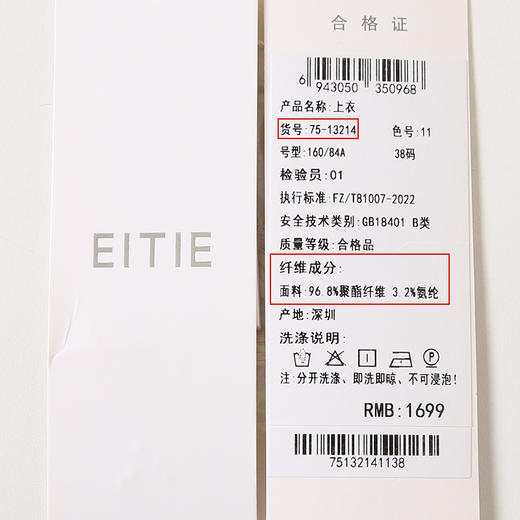 EITIE
合格证
6 943050 350968
产品名称:上衣
货号:75-13214 色号:11
号型:160/84A 38码
检验员:01
执行标准:FZ/T81007-2022
安全技术类别:GB18401 B类
质量等级:合格品
纤维成分:
面料:96.8%聚酯纤维 3.2%氨纶
产地:深圳
洗涤说明:
注:分开洗涤、即洗即晾、不可浸泡!
RMB:1699
75132141138